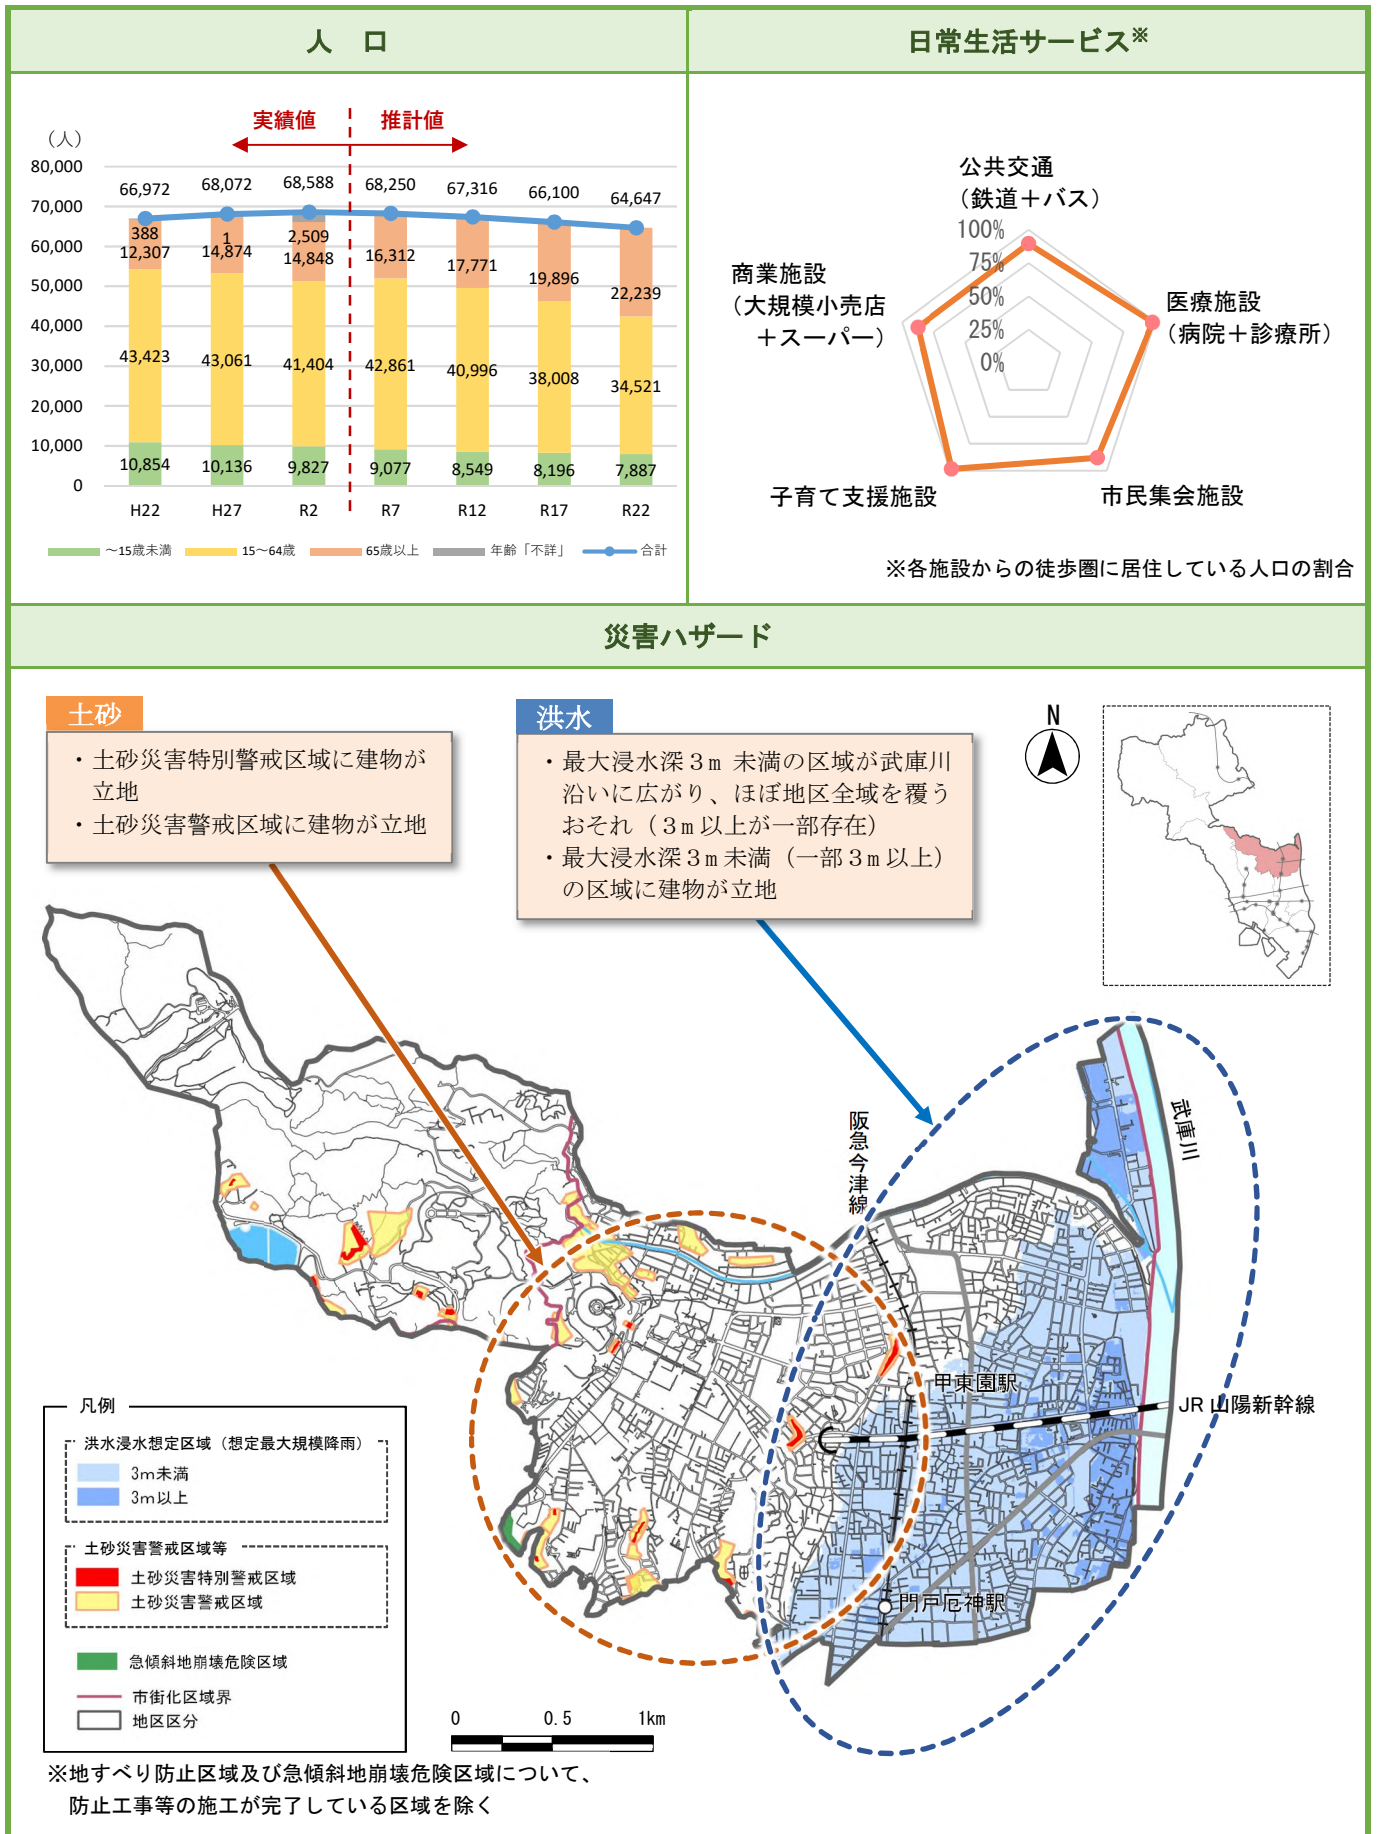 人　口
日常生活サービス※
実績値
推計値
（人）
80,000
70,000
60,000
50,000
40,000
30,000
20,000
10,000
0
66,972
68,072
68,588
68,250
67,316
66,100
64,647
388
1
2,509
12,307
14,874
14,848
16,312
17,771
19,896
22,239
43,423
43,061
41,404
42,861
40,996
38,008
34,521
10,854
10,136
9,827
9,077
8,549
8,196
7,887
H22
H27
R2
R7
R12
R17
R22
～15歳未満
15～64歳
65歳以上
年齢「不詳」
合計
公共交通
（鉄道＋バス）
100%
75%
50%
25%
0%
商業施設
（大規模小売店
＋スーパー）
医療施設
（病院＋診療所）
子育て支援施設
市民集会施設
※各施設からの徒歩圏に居住している人口の割合
災害ハザード
土砂
・土砂災害特別警戒区域に建物が
立地
・土砂災害警戒区域に建物が立地
洪水
・最大浸水深３m 未満の区域が武庫川
沿いに広がり、ほぼ地区全域を覆う
おそれ（３m 以上が一部存在）
・最大浸水深３m 未満（一部３m 以上）
の区域に建物が立地
N
阪急今津線
武庫川
甲東園駅
JR 山陽新幹線
門戸厄神駅
凡例
洪水浸水想定区域（想定最大規模降雨）
3m未満
3m以上
土砂災害警戒区域等
土砂災害特別警戒区域
土砂災害警戒区域
急傾斜地崩壊危険区域
市街化区域界
地区区分
0
0.5
1km
※地すべり防止区域及び急傾斜地崩壊危険区域について、
防止工事等の施工が完了している区域を除く